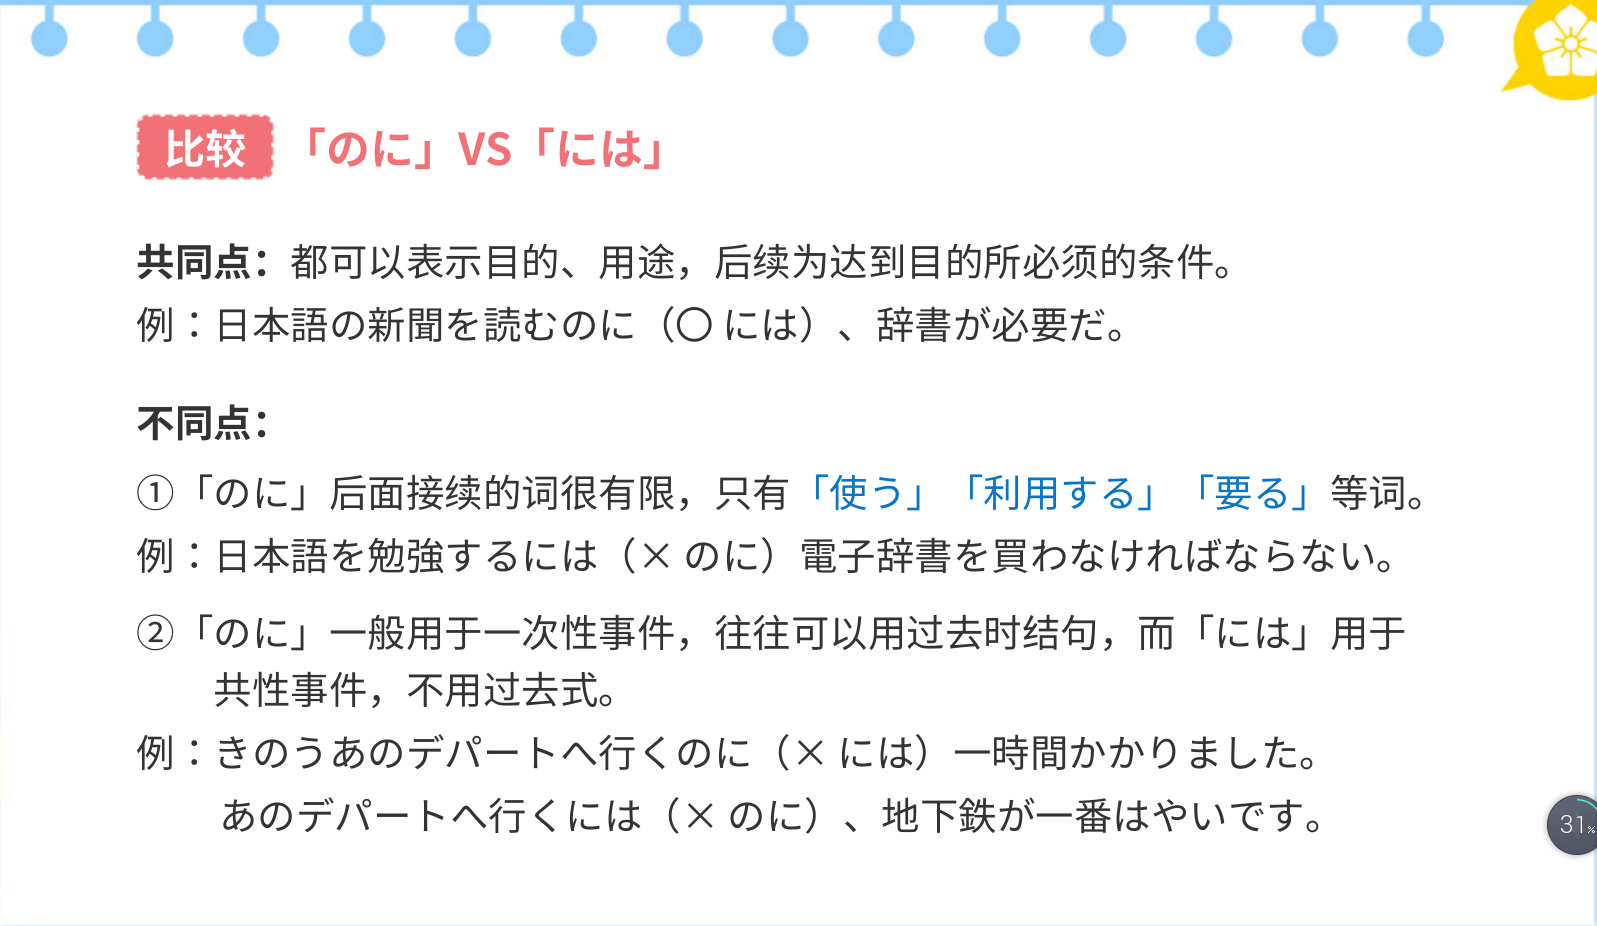 比较 「のに」VS「には」
共同点：都可以表示目的、用途，后续为达到目的所必须的条件。
例：日本語の新聞を読むのに（〇 には）、辞書が必要だ。
不同点：
①「のに」后面接续的词很有限，只有「使う」「利用する」「要る」等词。
例：日本語を勉強するには（× のに）電子辞書を買わなければならない。
②「のに」一般用于一次性事件，往往可以用过去时结句，而「には」用于
共性事件，不用过去式。
例：きのうあのデパートへ行くのに（× には）一時間かかりました。
あのデパートへ行くには（× のに）、地下鉄が一番はやいです。
31%